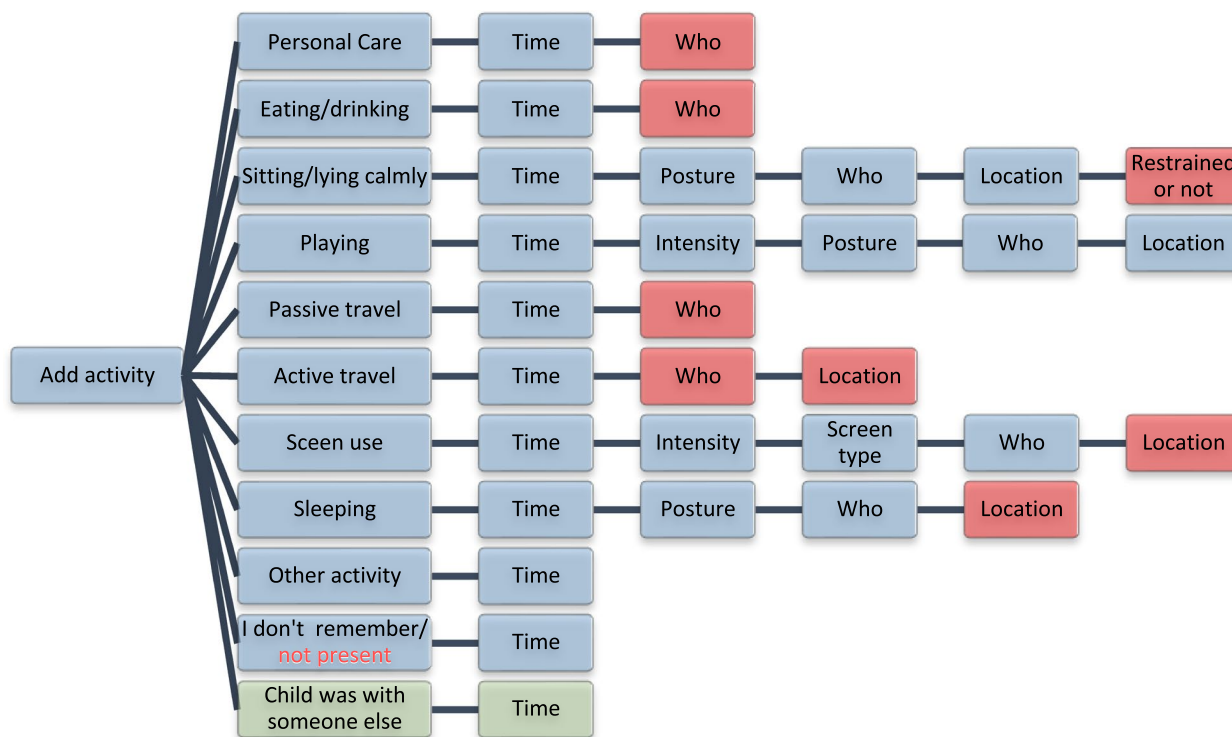 Personal Care Time Who
Eating/drinking Time Who
Sitting/lying calmly Time Posture Who Location Restrained
or not
Playing Time Intensity Posture Who Location
Passive travel Time Who
Add activity Active travel Time Who Location
Sceen use Time Intensity Screen
type Who Location
Sleeping Time Posture Who Location
Other activity Time
I don't remember/
not present Time
Child was with
someone else Time